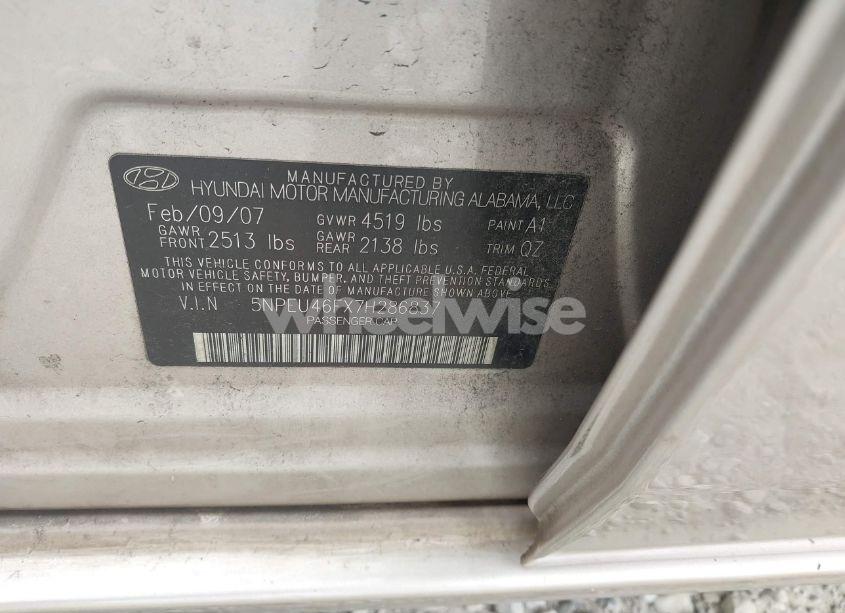 MANUFACTURED BY
HYUNDAI MOTOR MANUFACTURING ALABAMA, LLC
Feb/09/07 GVWR 4519 lbs PAINT A1
GAWR FRONT 2513 lbs GAWR REAR 2138 lbs TRIM QZ
THIS VEHICLE CONFORMS TO ALL APPLICABLE U.S.A. FEDERAL
MOTOR VEHICLE SAFETY, BUMPER, AND THEFT PREVENTION STANDARDS
IN EFFECT ON THE DATE OF MANUFACTURE SHOWN ABOVE
V.I.N 5NPEU46FX7H286837
PASSENGER CAR
wheelwise